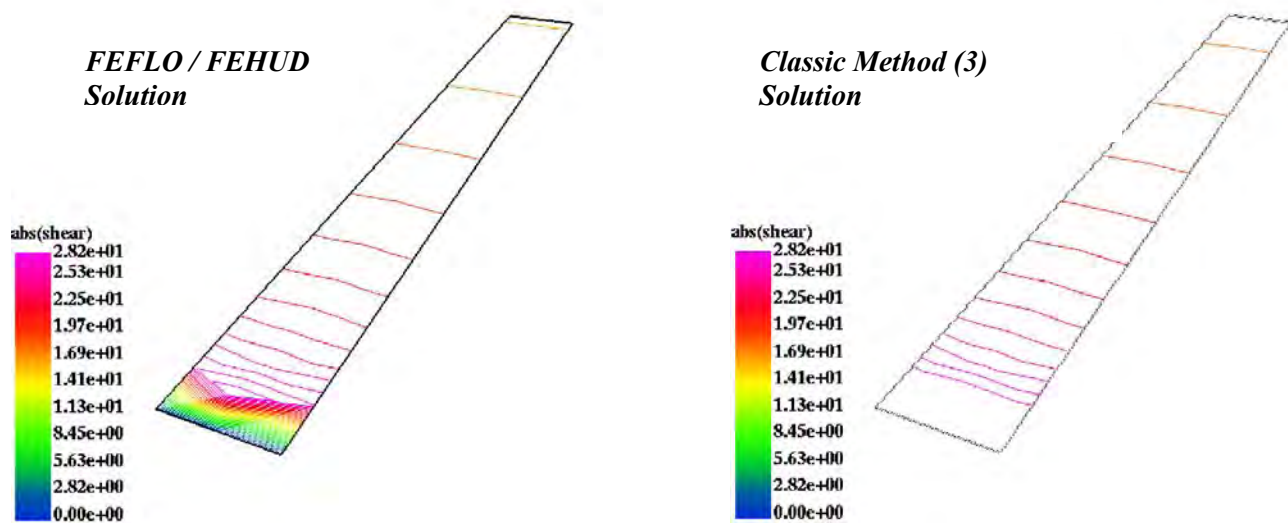 FEFLO / FEHUD
Solution
abs(shear)
2.82e+01
2.53e+01
2.25e+01
1.97e+01
1.69e+01
1.41e+01
1.13e+01
8.45e+00
5.63e+00
2.82e+00
0.00e+00
Classic Method (3)
Solution
abs(shear)
2.82e+01
2.53e+01
2.25e+01
1.97e+01
1.69e+01
1.41e+01
1.13e+01
8.45e+00
5.63e+00
2.82e+00
0.00e+00